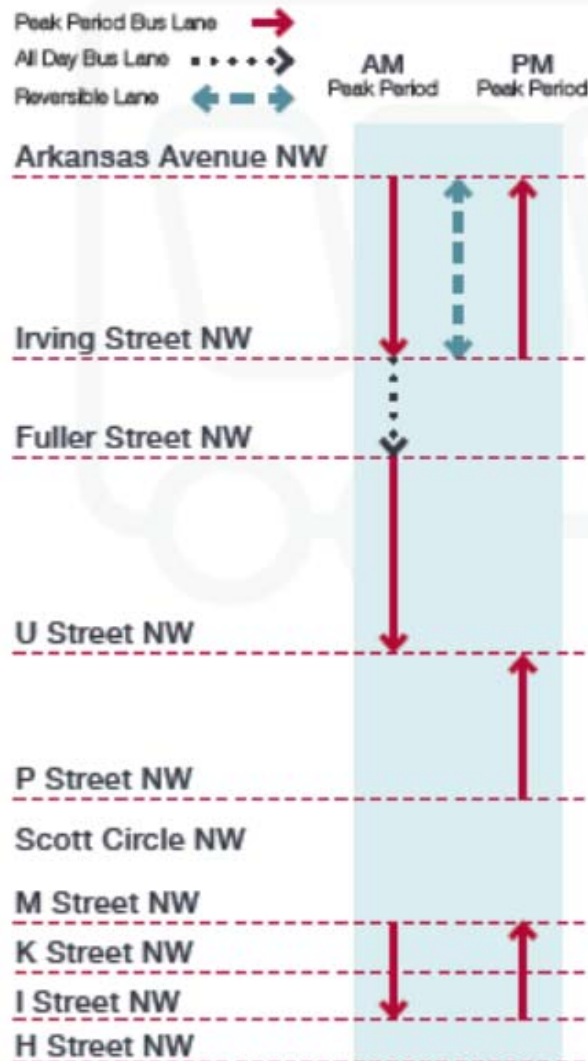 Peak Period Bus Lane
All Day Bus Lane
Reversible Lane
AM
Peak Period
PM
Peak Period
Arkansas Avenue NW
Irving Street NW
Fuller Street NW
U Street NW
P Street NW
Scott Circle NW
M Street NW
K Street NW
I Street NW
H Street NW